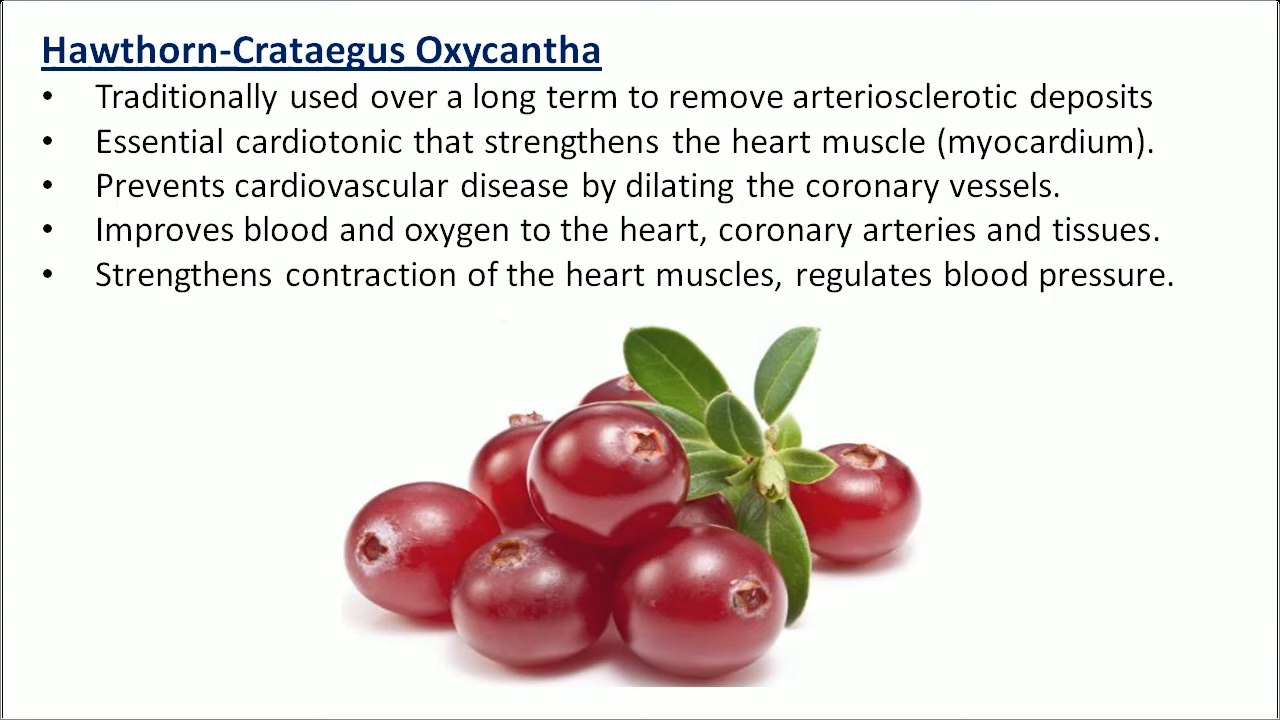 Hawthorn-Crataegus Oxycantha
• Traditionally used over a long term to remove arteriosclerotic deposits
• Essential cardiotonic that strengthens the heart muscle (myocardium).
• Prevents cardiovascular disease by dilating the coronary vessels.
• Improves blood and oxygen to the heart, coronary arteries and tissues.
• Strengthens contraction of the heart muscles, regulates blood pressure.